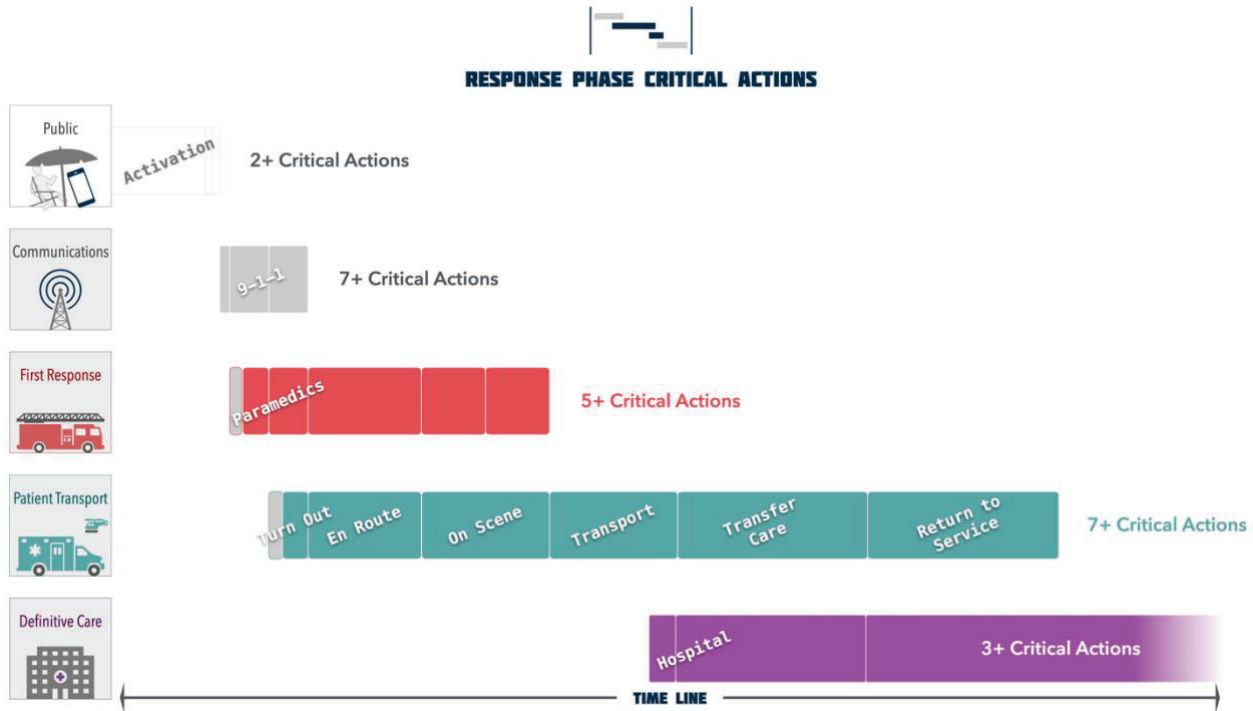 RESPONSE PHASE CRITICAL ACTIONS
Public
Activation
2+ Critical Actions
Communications
9-1-1
7+ Critical Actions
First Response
Paramedics
5+ Critical Actions
Patient Transport
Turn Out
En Route
On Scene
Transport
Transfer
Care
Return to
Service
7+ Critical Actions
Definitive Care
Hospital
3+ Critical Actions
TIME LINE